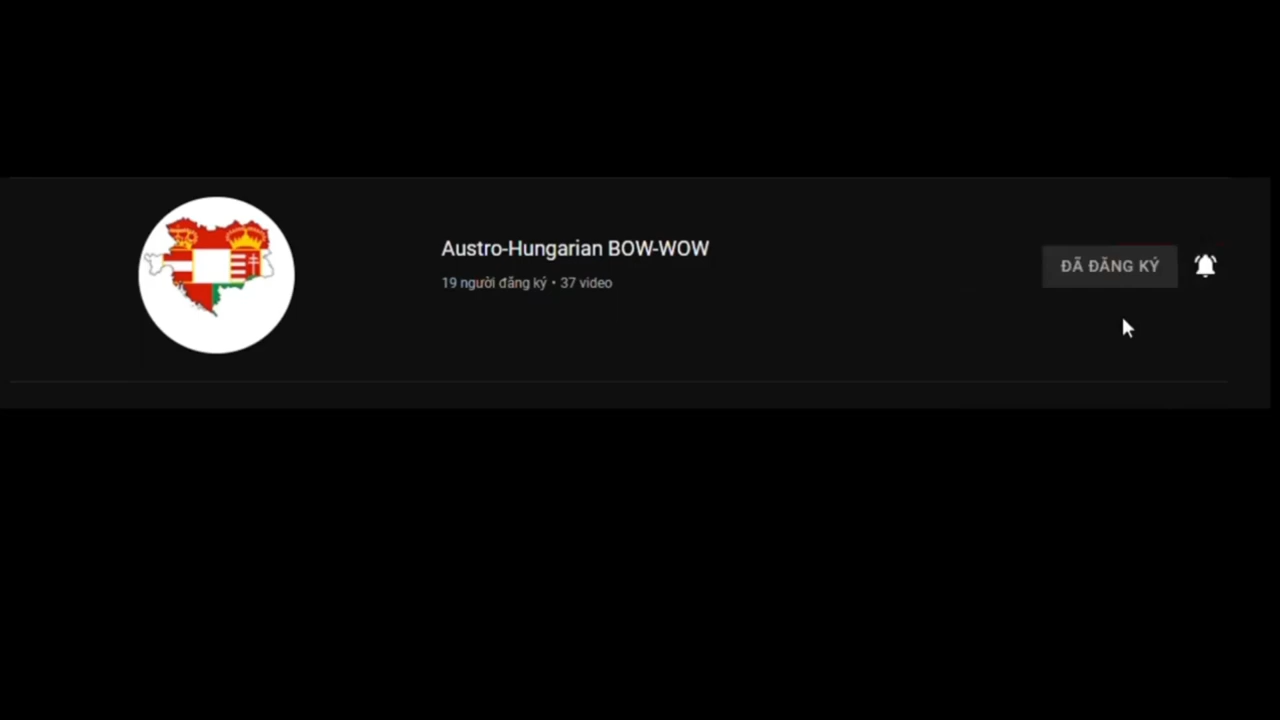 Austro-Hungarian BOW-WOW
19 người đăng ký • 37 video
ĐÃ ĐĂNG KÝ